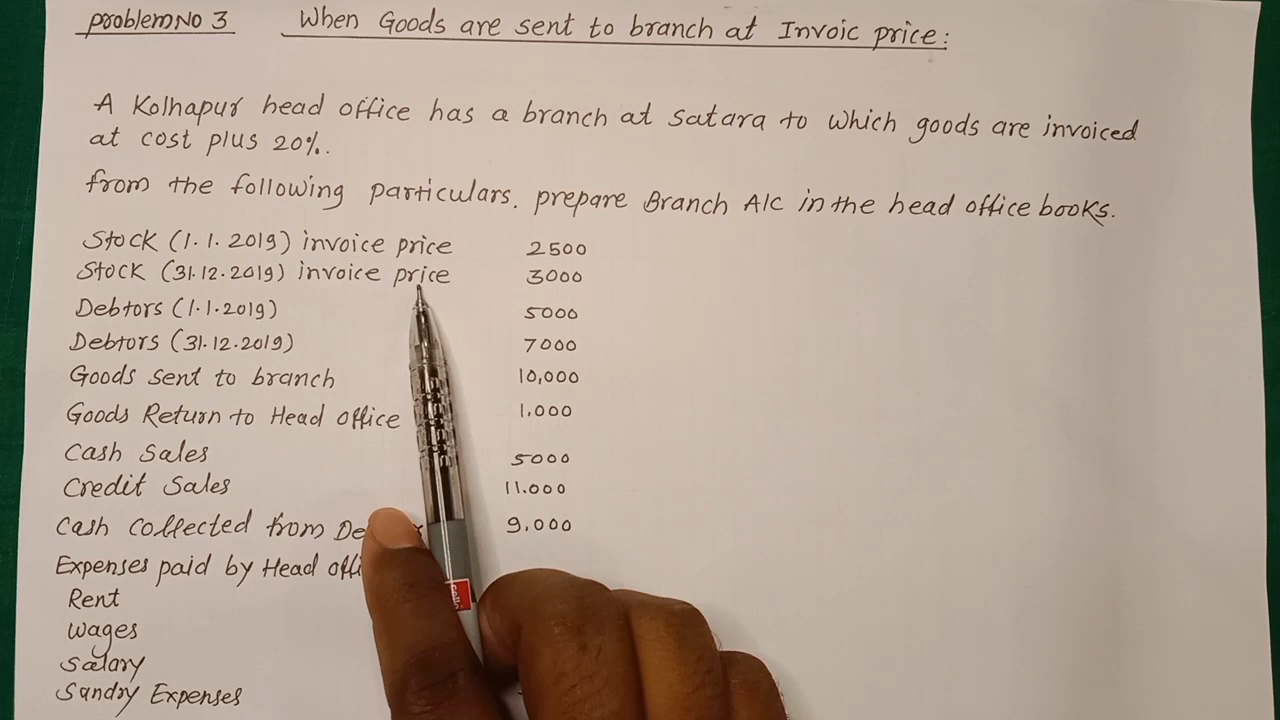 problem No 3 When Goods are sent to branch at Invoic price:
A Kolhapur head office has a branch at Satara to which goods are invoiced
at cost plus 20%.
from the following particulars. prepare Branch A/C in the head office books.
Stock (1.1.2019) invoice price 2500
Stock (31.12.2019) invoice price 3000
Debtors (1.1.2019) 5000
Debtors (31.12.2019) 7000
Goods sent to branch 10,000
Goods Return to Head office 1.000
Cash Sales 5000
Credit Sales 11.000
Cash collected from 9.000
Expenses paid by Head
Rent
Wages
Salary
Sandry Expenses